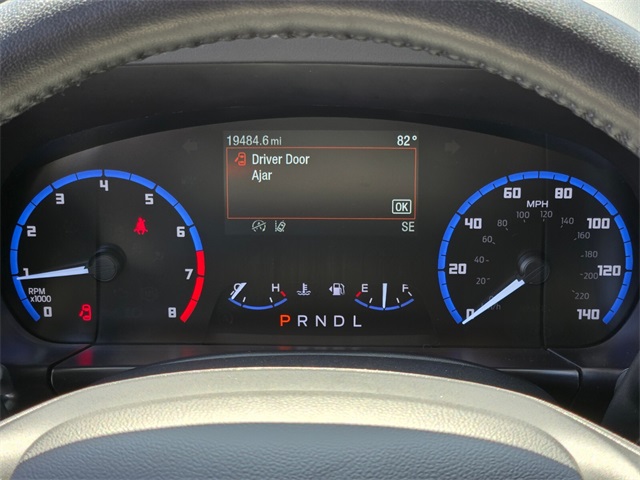 19484.6 mi 82°
Driver Door
Ajar
OK
SE
0 1 2 3 4 5 6 7 8
RPM
x1000
C H E F
P R N D L
0 20 40 60 80 100 120 140
MPH
20 60 80 100 120 140 160 180 200 220